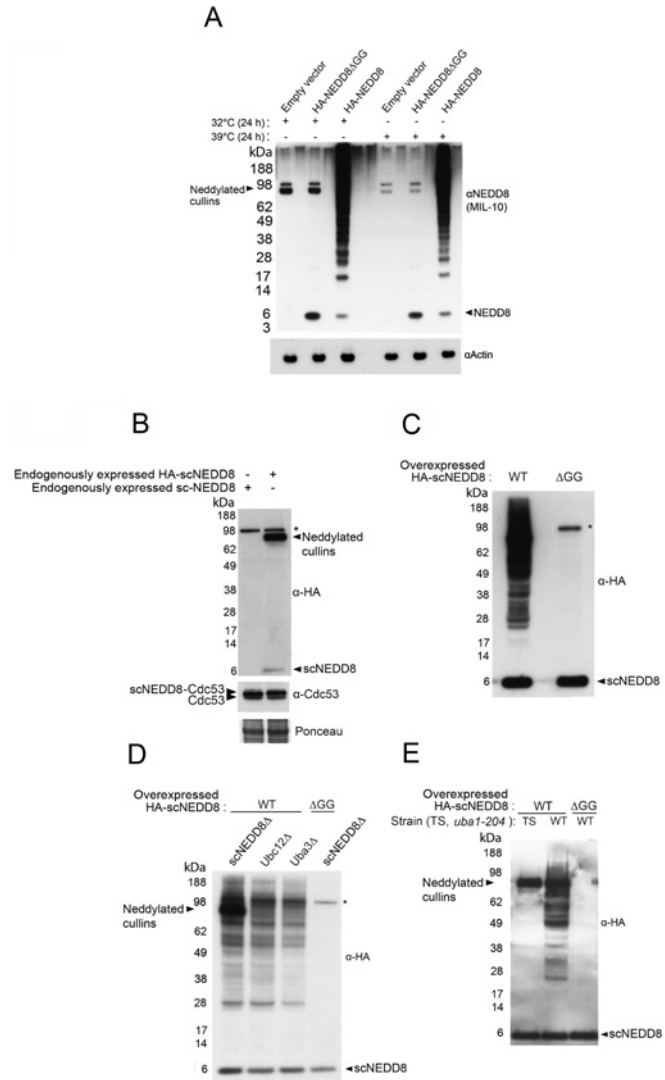 A
Empty vector
HA-NEDD8ΔGG
HA-NEDD8
Empty vector
HA-NEDD8ΔGG
HA-NEDD8
32°C (24 h) : + + + - - -
39°C (24 h) : - - - + + +
kDa
188
98
62
49
38
28
17
14
6
3
Neddylated
cullins
αNEDD8
(MIL-10)
NEDD8
αActin
B
Endogenously expressed HA-scNEDD8 - +
Endogenously expressed sc-NEDD8 + -
kDa
188
98
62
49
38
28
17
14
6
*
Neddylated
cullins
α-HA
scNEDD8
scNEDD8-Cdc53
Cdc53
α-Cdc53
Ponceau
C
Overexpressed
HA-scNEDD8 : WT ΔGG
kDa
188
98
62
49
38
28
17
14
6
*
α-HA
scNEDD8
D
Overexpressed
HA-scNEDD8 : WT ΔGG
scNEDD8Δ
Ubc12Δ
Uba3Δ
scNEDD8Δ
kDa
188
98
62
49
38
28
17
14
6
Neddylated
cullins
*
α-HA
scNEDD8
E
Overexpressed
HA-scNEDD8 : WT ΔGG
Strain (TS, uba1-204 ): TS WT WT
kDa
188
98
62
49
38
28
17
14
6
Neddylated
cullins
α-HA
scNEDD8